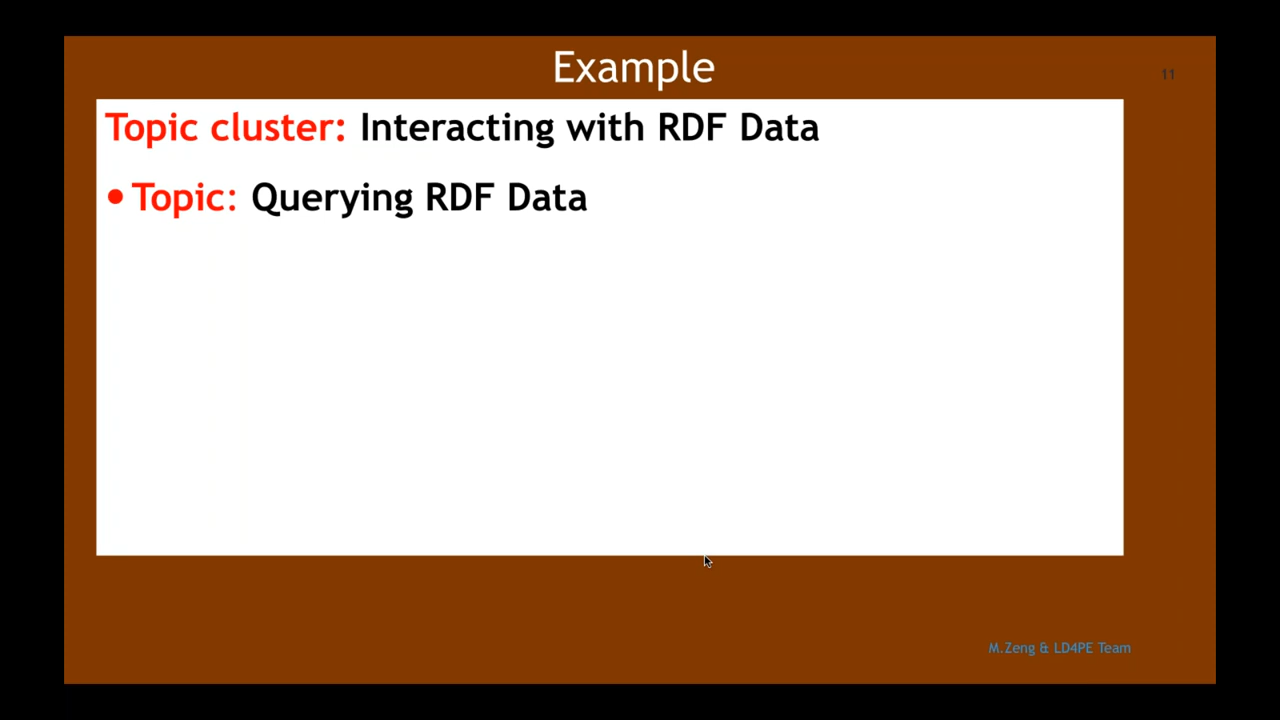 Example
11
Topic cluster: Interacting with RDF Data
• Topic: Querying RDF Data
M.Zeng & LD4PE Team